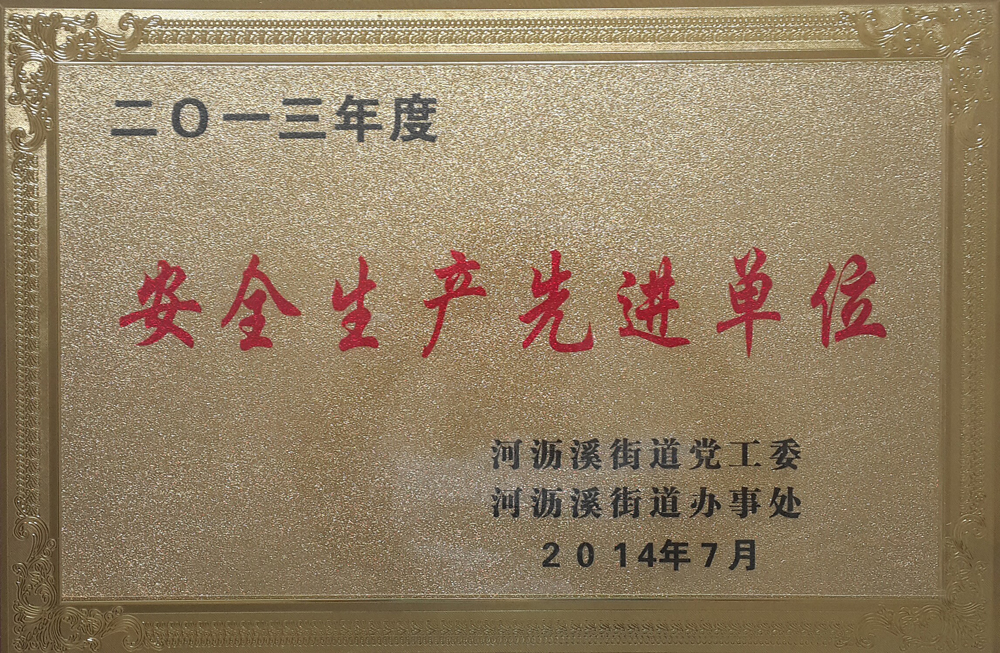 二〇一三年度
安全生产先进单位
河沥溪街道党工委
河沥溪街道办事处
2014年7月